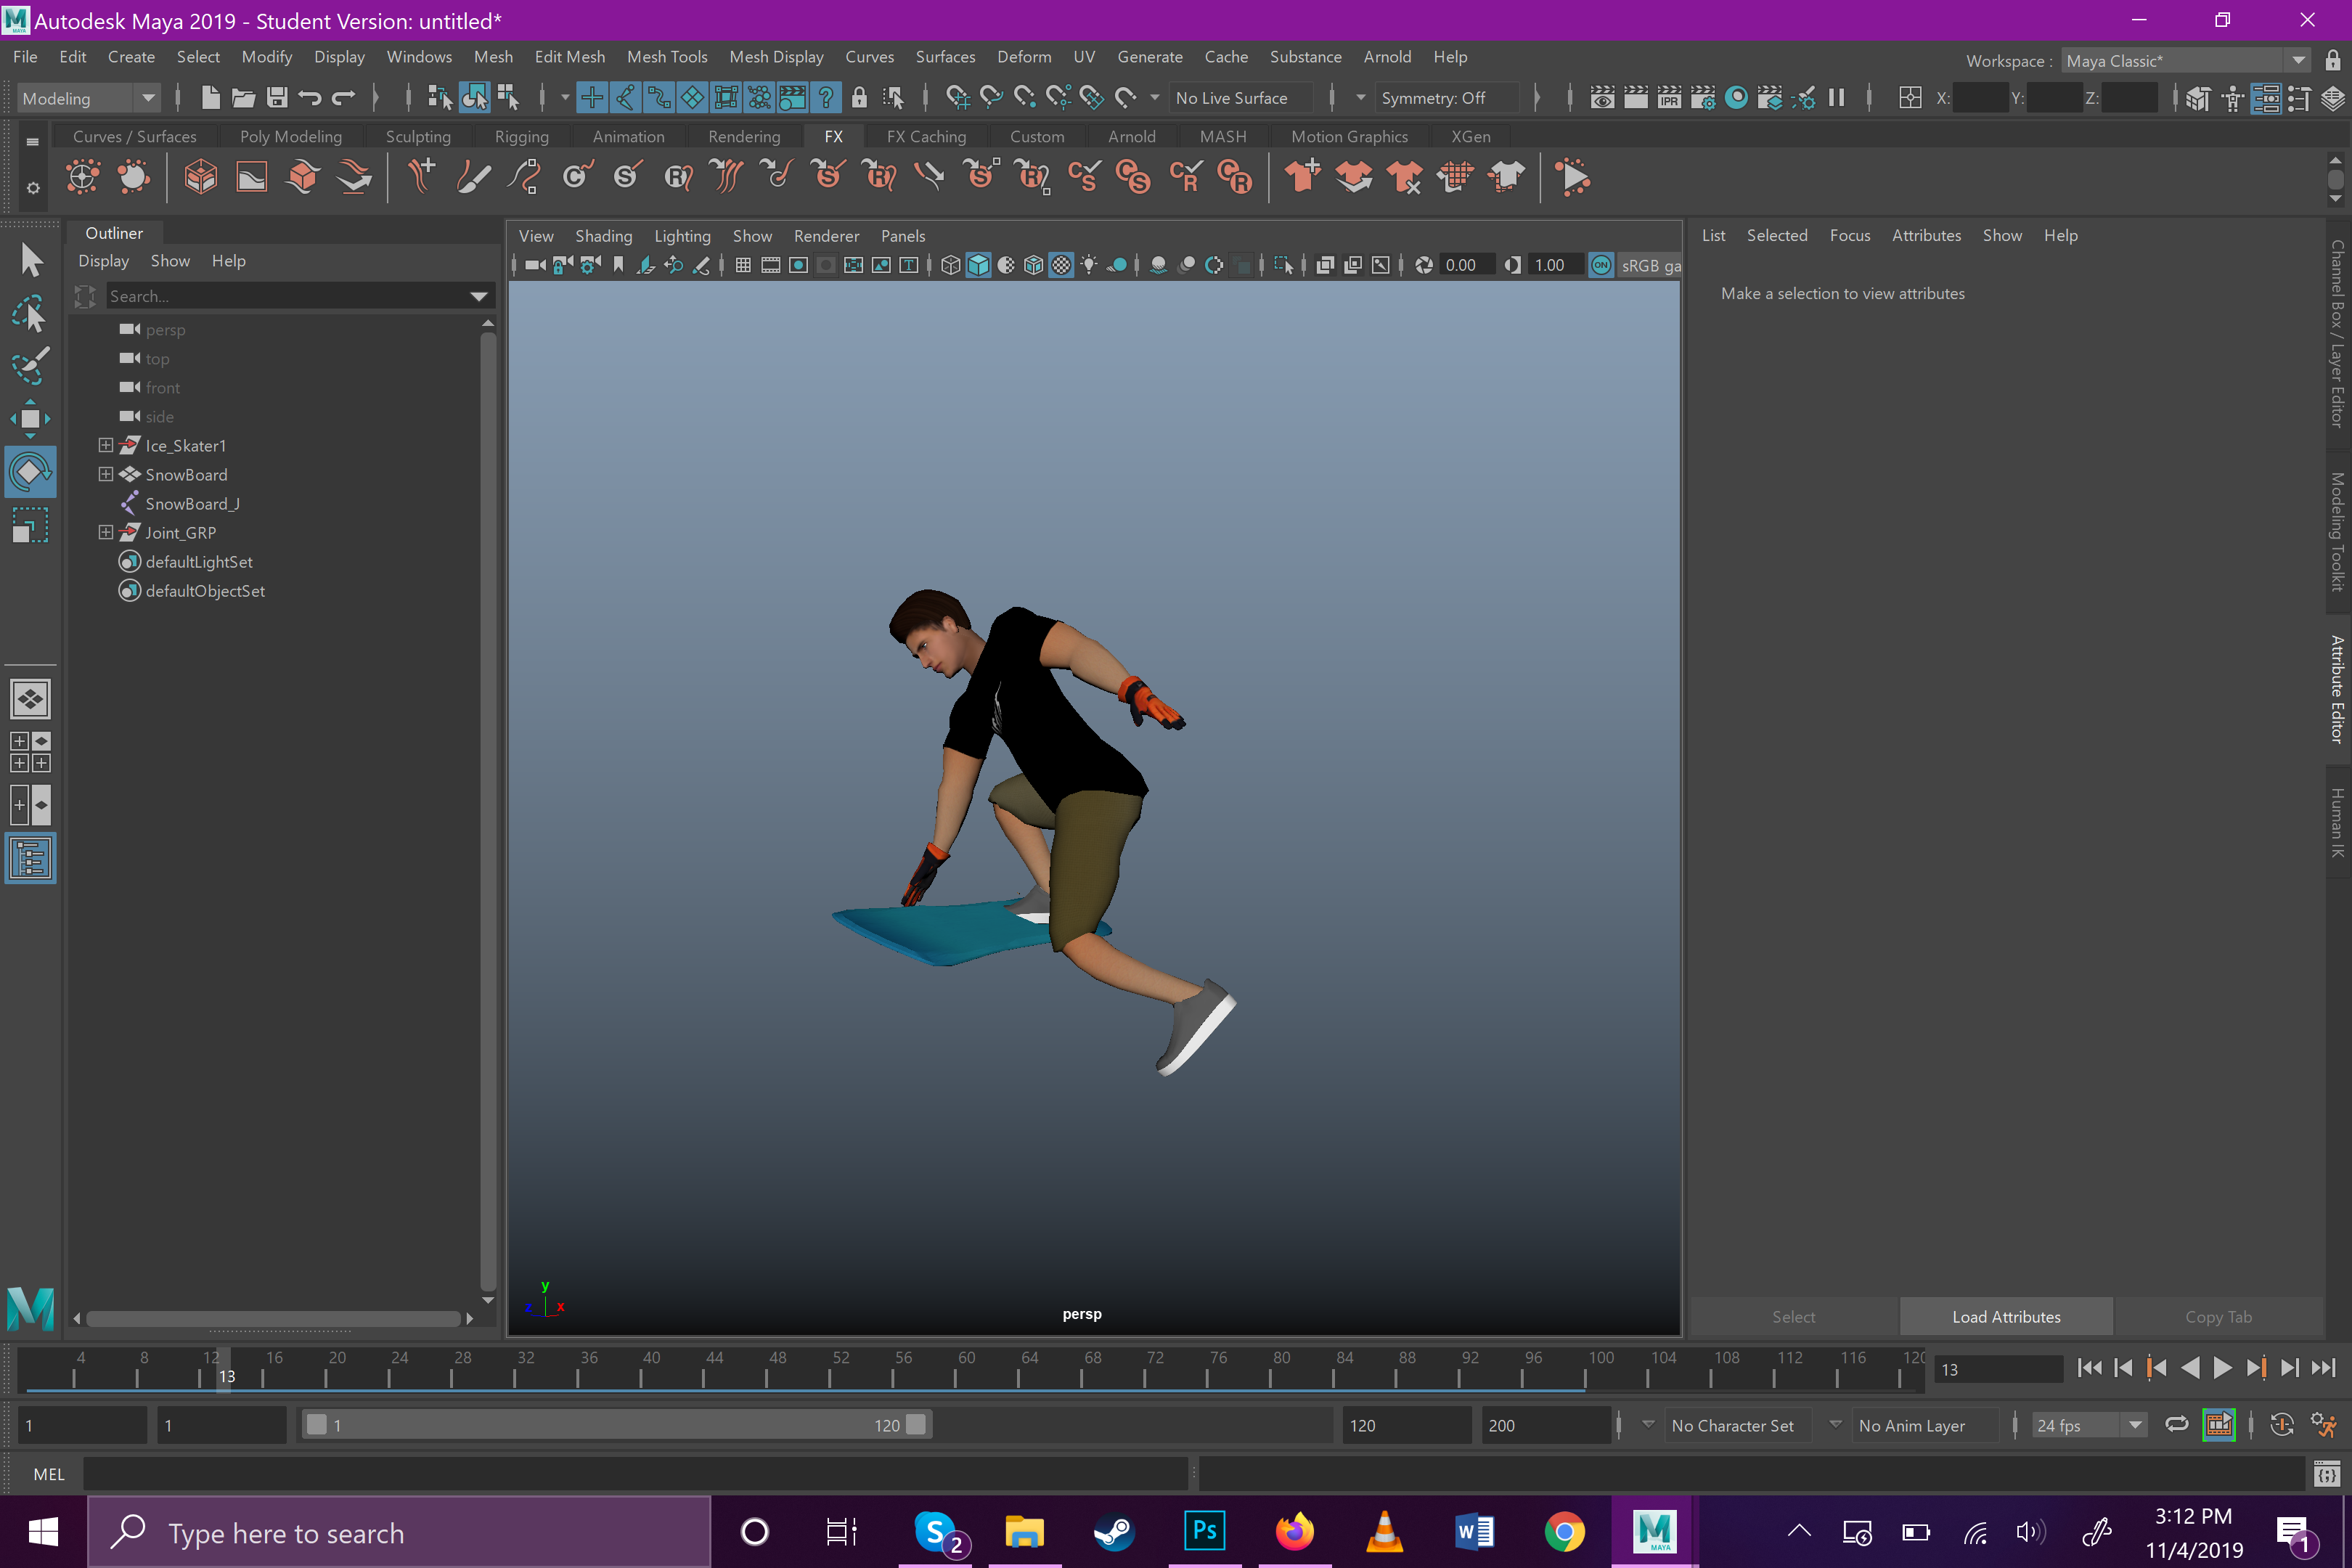 Autodesk Maya 2019 - Student Version: untitled*
File Edit Create Select Modify Display Windows Mesh Edit Mesh Mesh Tools Mesh Display Curves Surfaces Deform UV Generate Cache Substance Arnold Help
Workspace : Maya Classic*
Modeling
No Live Surface
Symmetry: Off
IPR
X: Y: Z:
Curves / Surfaces Poly Modeling Sculpting Rigging Animation Rendering FX FX Caching Custom Arnold MASH Motion Graphics XGen
Outliner
Display Show Help
Search...
persp
top
front
side
Ice_Skater1
SnowBoard
SnowBoard_J
Joint_GRP
defaultLightSet
defaultObjectSet
View Shading Lighting Show Renderer Panels
0.00 1.00 ON sRGB ga
y
z x
persp
List Selected Focus Attributes Show Help
Make a selection to view attributes
Select Load Attributes Copy Tab
Channel Box / Layer Editor
Modeling Toolkit
Attribute Editor
Human IK
4 8 12 16 20 24 28 32 36 40 44 48 52 56 60 64 68 72 76 80 84 88 92 96 100 104 108 112 116 120
13
13
1 1 1 120 120 200 No Character Set No Anim Layer 24 fps
MEL
Type here to search
S 2
Ps
W
M
MAYA
3:12 PM
11/4/2019
1